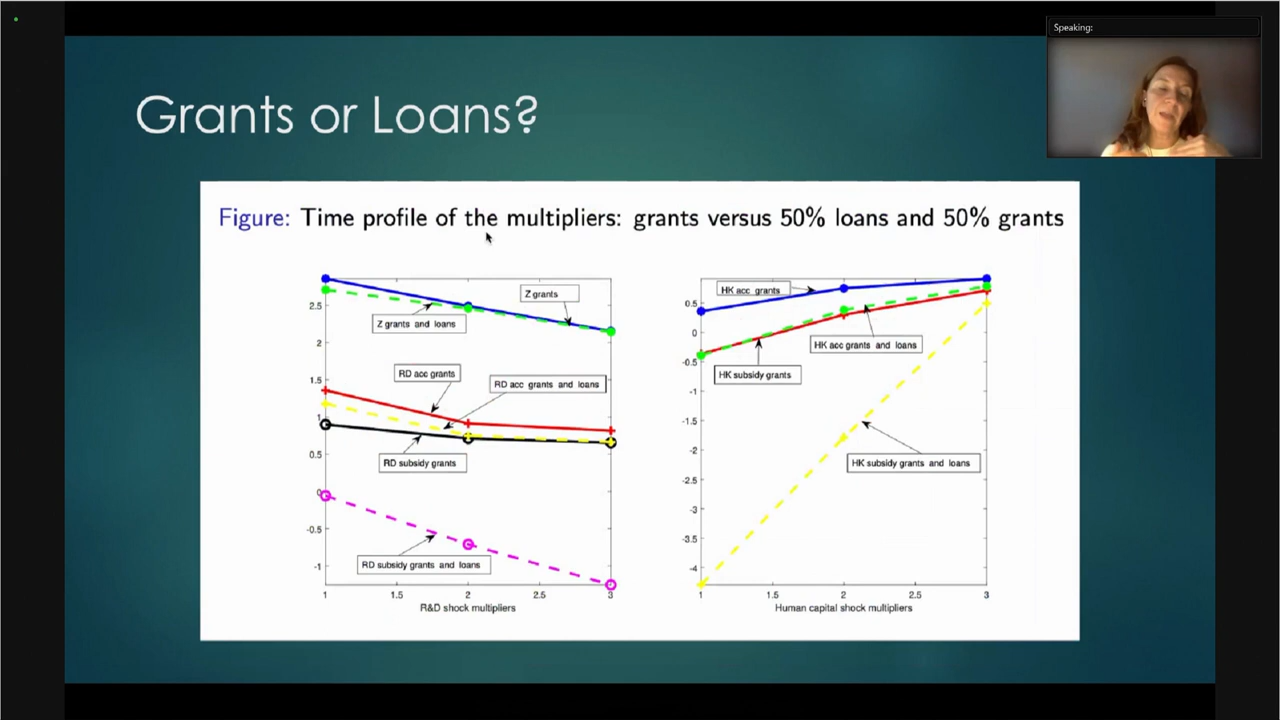 Speaking:
Grants or Loans?
Figure: Time profile of the multipliers: grants versus 50% loans and 50% grants
Z grants
Z grants and loans
RD acc grants
RD acc grants and loans
RD subsidy grants
RD subsidy grants and loans
2.5
2
1.5
1
0.5
0
-0.5
-1
1
1.5
2
2.5
3
R&D shock multipliers
HK acc grants
HK acc grants and loans
HK subsidy grants
HK subsidy grants and loans
0.5
0
-0.5
-1
-1.5
-2
-2.5
-3
-3.5
-4
1
1.5
2
2.5
3
Human capital shock multipliers